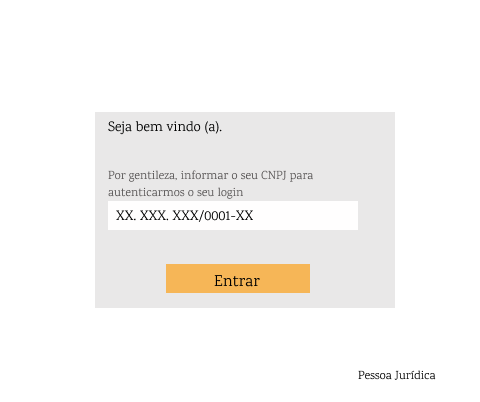 Seja bem vindo (a).
Por gentileza, informar o seu CNPJ para
autenticarmos o seu login
XX. XXX. XXX/0001-XX
Entrar
Pessoa Jurídica